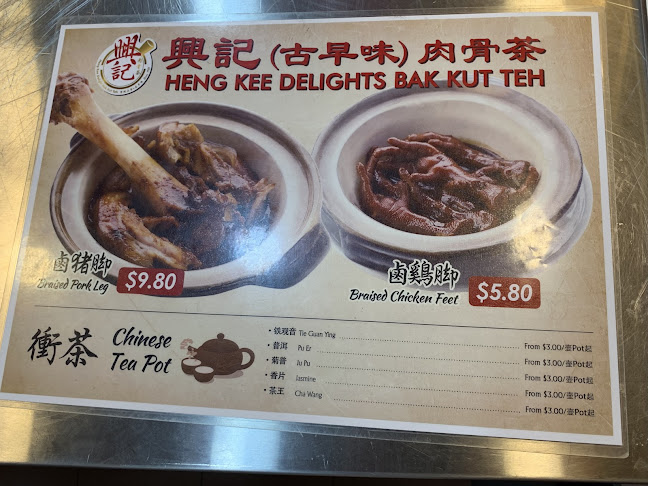 興記
興記 (古早味) 肉骨茶
HENG KEE DELIGHTS BAK KUT TEH
鹵猪脚
Braised Pork Leg
$9.80
鹵鷄脚
Braised Chicken Feet
$5.80
衝茶
Chinese
Tea Pot
• 铁观音 Tie Guan Ying From $3.00/壶Pot起
• 普洱 Pu Er From $3.00/壶Pot起
• 菊普 Ju Pu From $3.00/壶Pot起
• 香片 Jasmine From $3.00/壶Pot起
• 茶王 Cha Wang From $3.00/壶Pot起